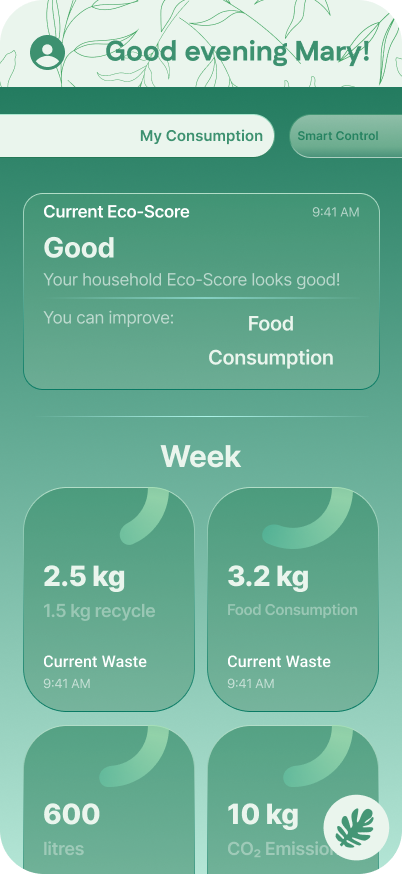 Good evening Mary!
My Consumption
Smart Control
Current Eco-Score
9:41 AM
Good
Your household Eco-Score looks good!
You can improve:
Food
Consumption
Week
2.5 kg
1.5 kg recycle
Current Waste
9:41 AM
3.2 kg
Food Consumption
Current Waste
9:41 AM
600
litres
10 kg
CO₂ Emission